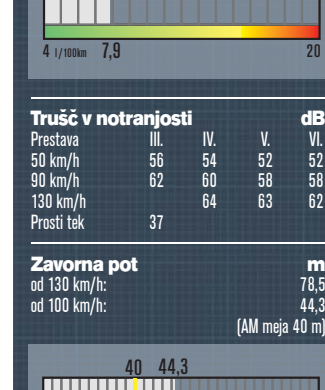 4 l/100km 7,9 20
Trušč v notranjosti dB
Prestava III. IV. V. VI.
50 km/h 56 54 52 52
90 km/h 62 60 58 58
130 km/h 64 63 62
Prosti tek 37
Zavorna pot m
od 130 km/h: 78,5
od 100 km/h: 44,3
(AM meja 40 m)
40 44,3